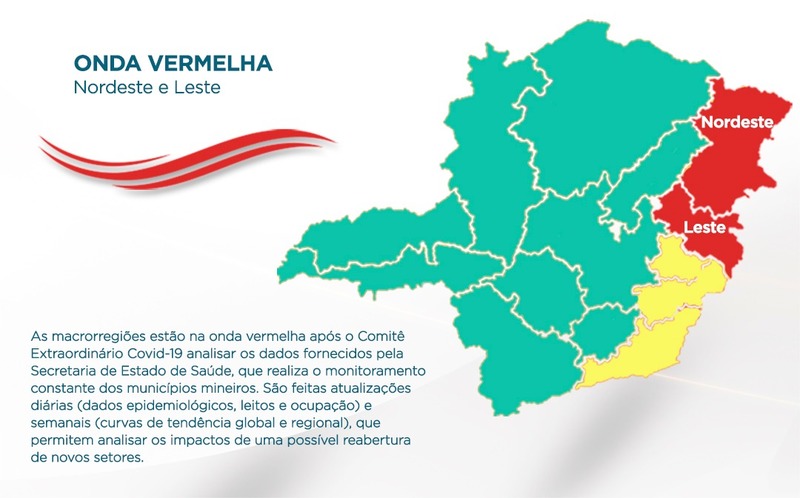 ONDA VERMELHA
Nordeste e Leste
Nordeste
Leste
As macrorregiões estão na onda vermelha após o Comitê
Extraordinário Covid-19 analisar os dados fornecidos pela
Secretaria de Estado de Saúde, que realiza o monitoramento
constante dos municípios mineiros. São feitas atualizações
diárias (dados epidemiológicos, leitos e ocupação) e
semanais (curvas de tendência global e regional), que
permitem analisar os impactos de uma possível reabertura
de novos setores.